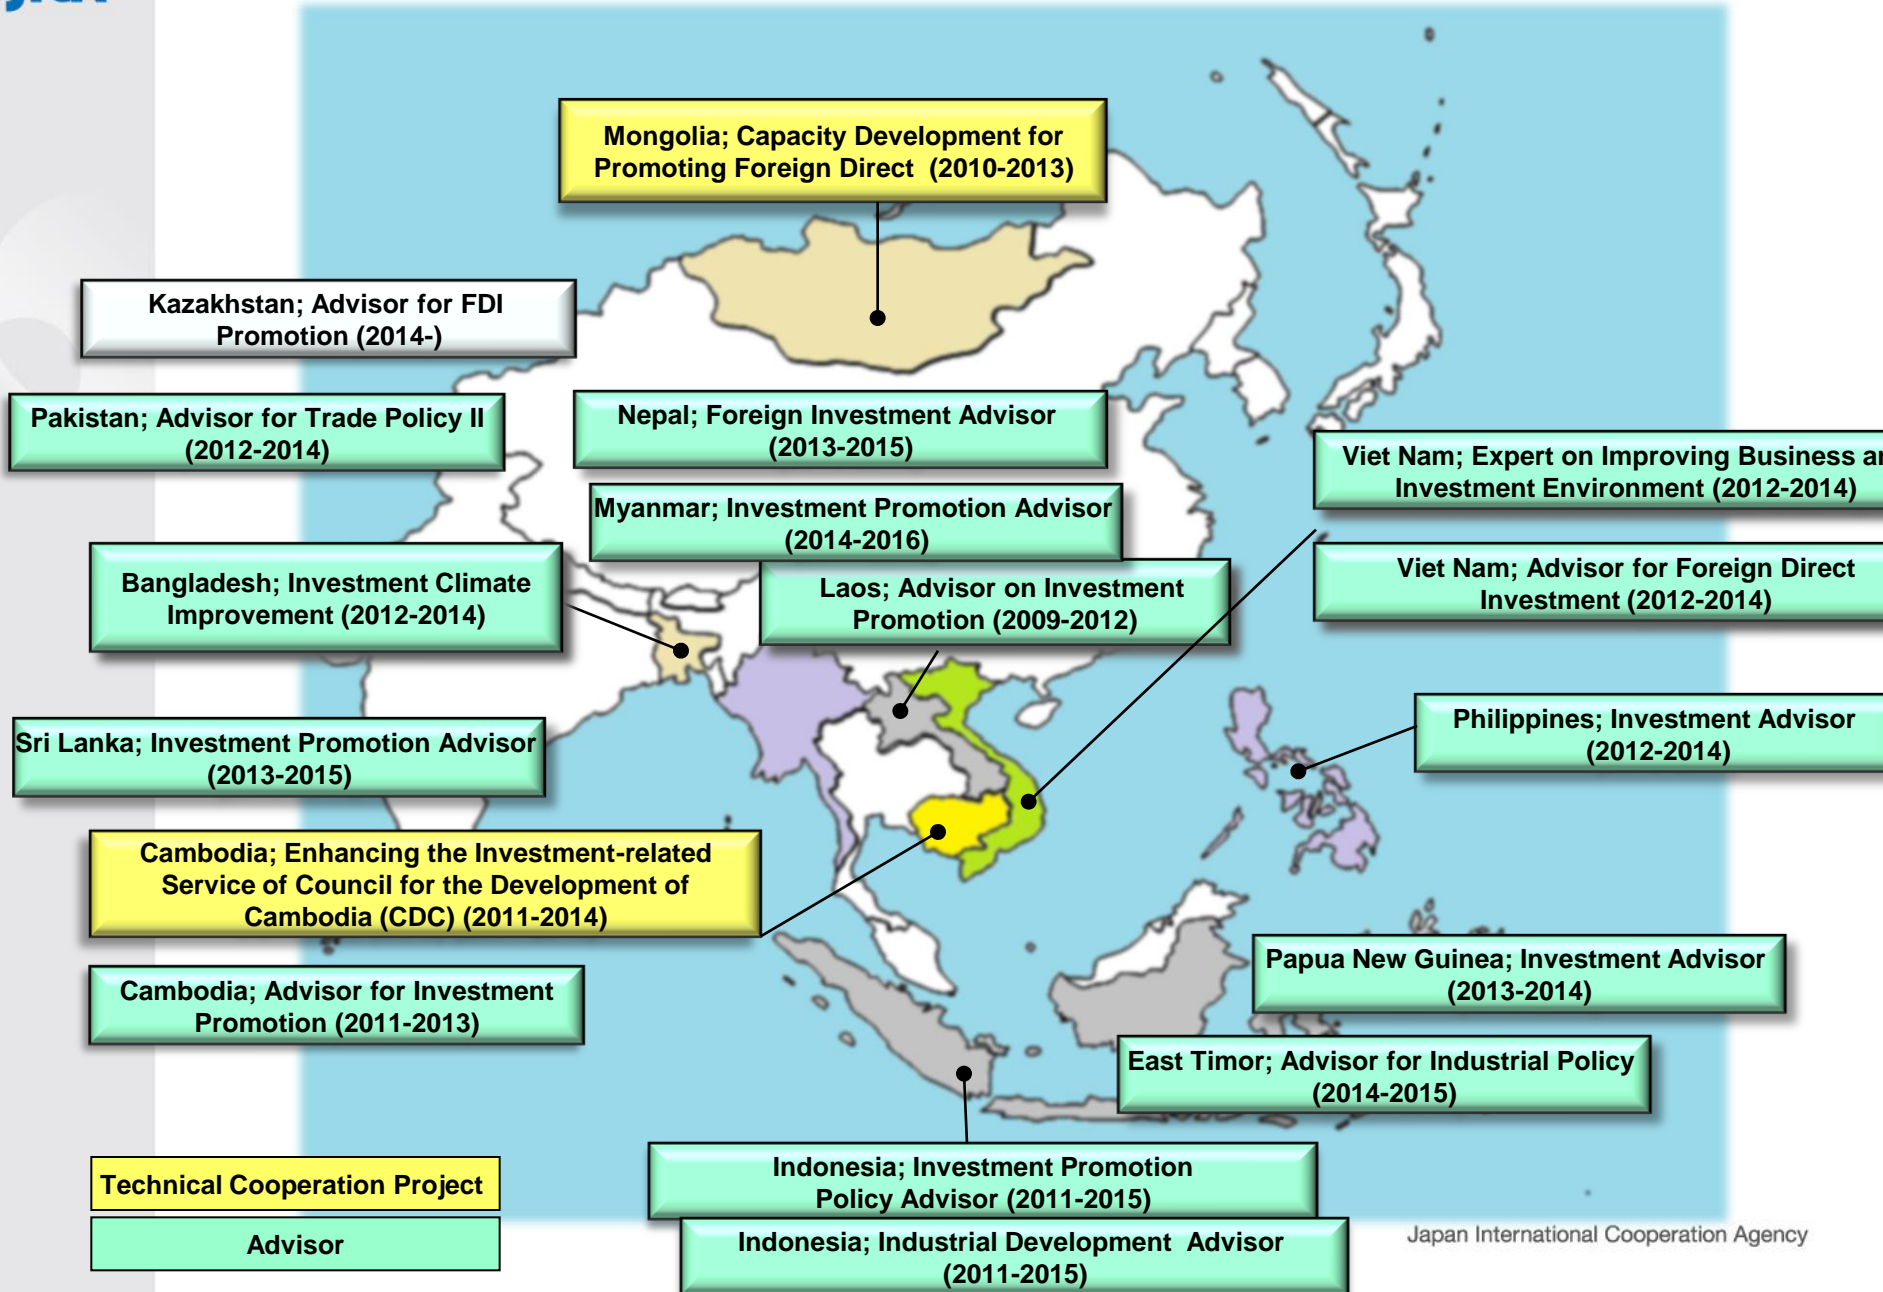 Mongolia; Capacity Development for
Promoting Foreign Direct (2010-2013)
Kazakhstan; Advisor for FDI
Promotion (2014-)
Pakistan; Advisor for Trade Policy II
(2012-2014)
Nepal; Foreign Investment Advisor
(2013-2015)
Viet Nam; Expert on Improving Business
Investment Environment (2012-2014)
Myanmar; Investment Promotion Advisor
(2014-2016)
Bangladesh; Investment Climate
Improvement (2012-2014)
Laos; Advisor on Investment
Promotion (2009-2012)
Viet Nam; Advisor for Foreign Direct
Investment (2012-2014)
Sri Lanka; Investment Promotion Advisor
(2013-2015)
Philippines; Investment Advisor
(2012-2014)
Cambodia; Enhancing the Investment-related
Service of Council for the Development of
Cambodia (CDC) (2011-2014)
Papua New Guinea; Investment Advisor
(2013-2014)
Cambodia; Advisor for Investment
Promotion (2011-2013)
East Timor; Advisor for Industrial Policy
(2014-2015)
Indonesia; Investment Promotion
Policy Advisor (2011-2015)
Indonesia; Industrial Development Advisor
(2011-2015)
Technical Cooperation Project
Advisor
Japan International Cooperation Agency